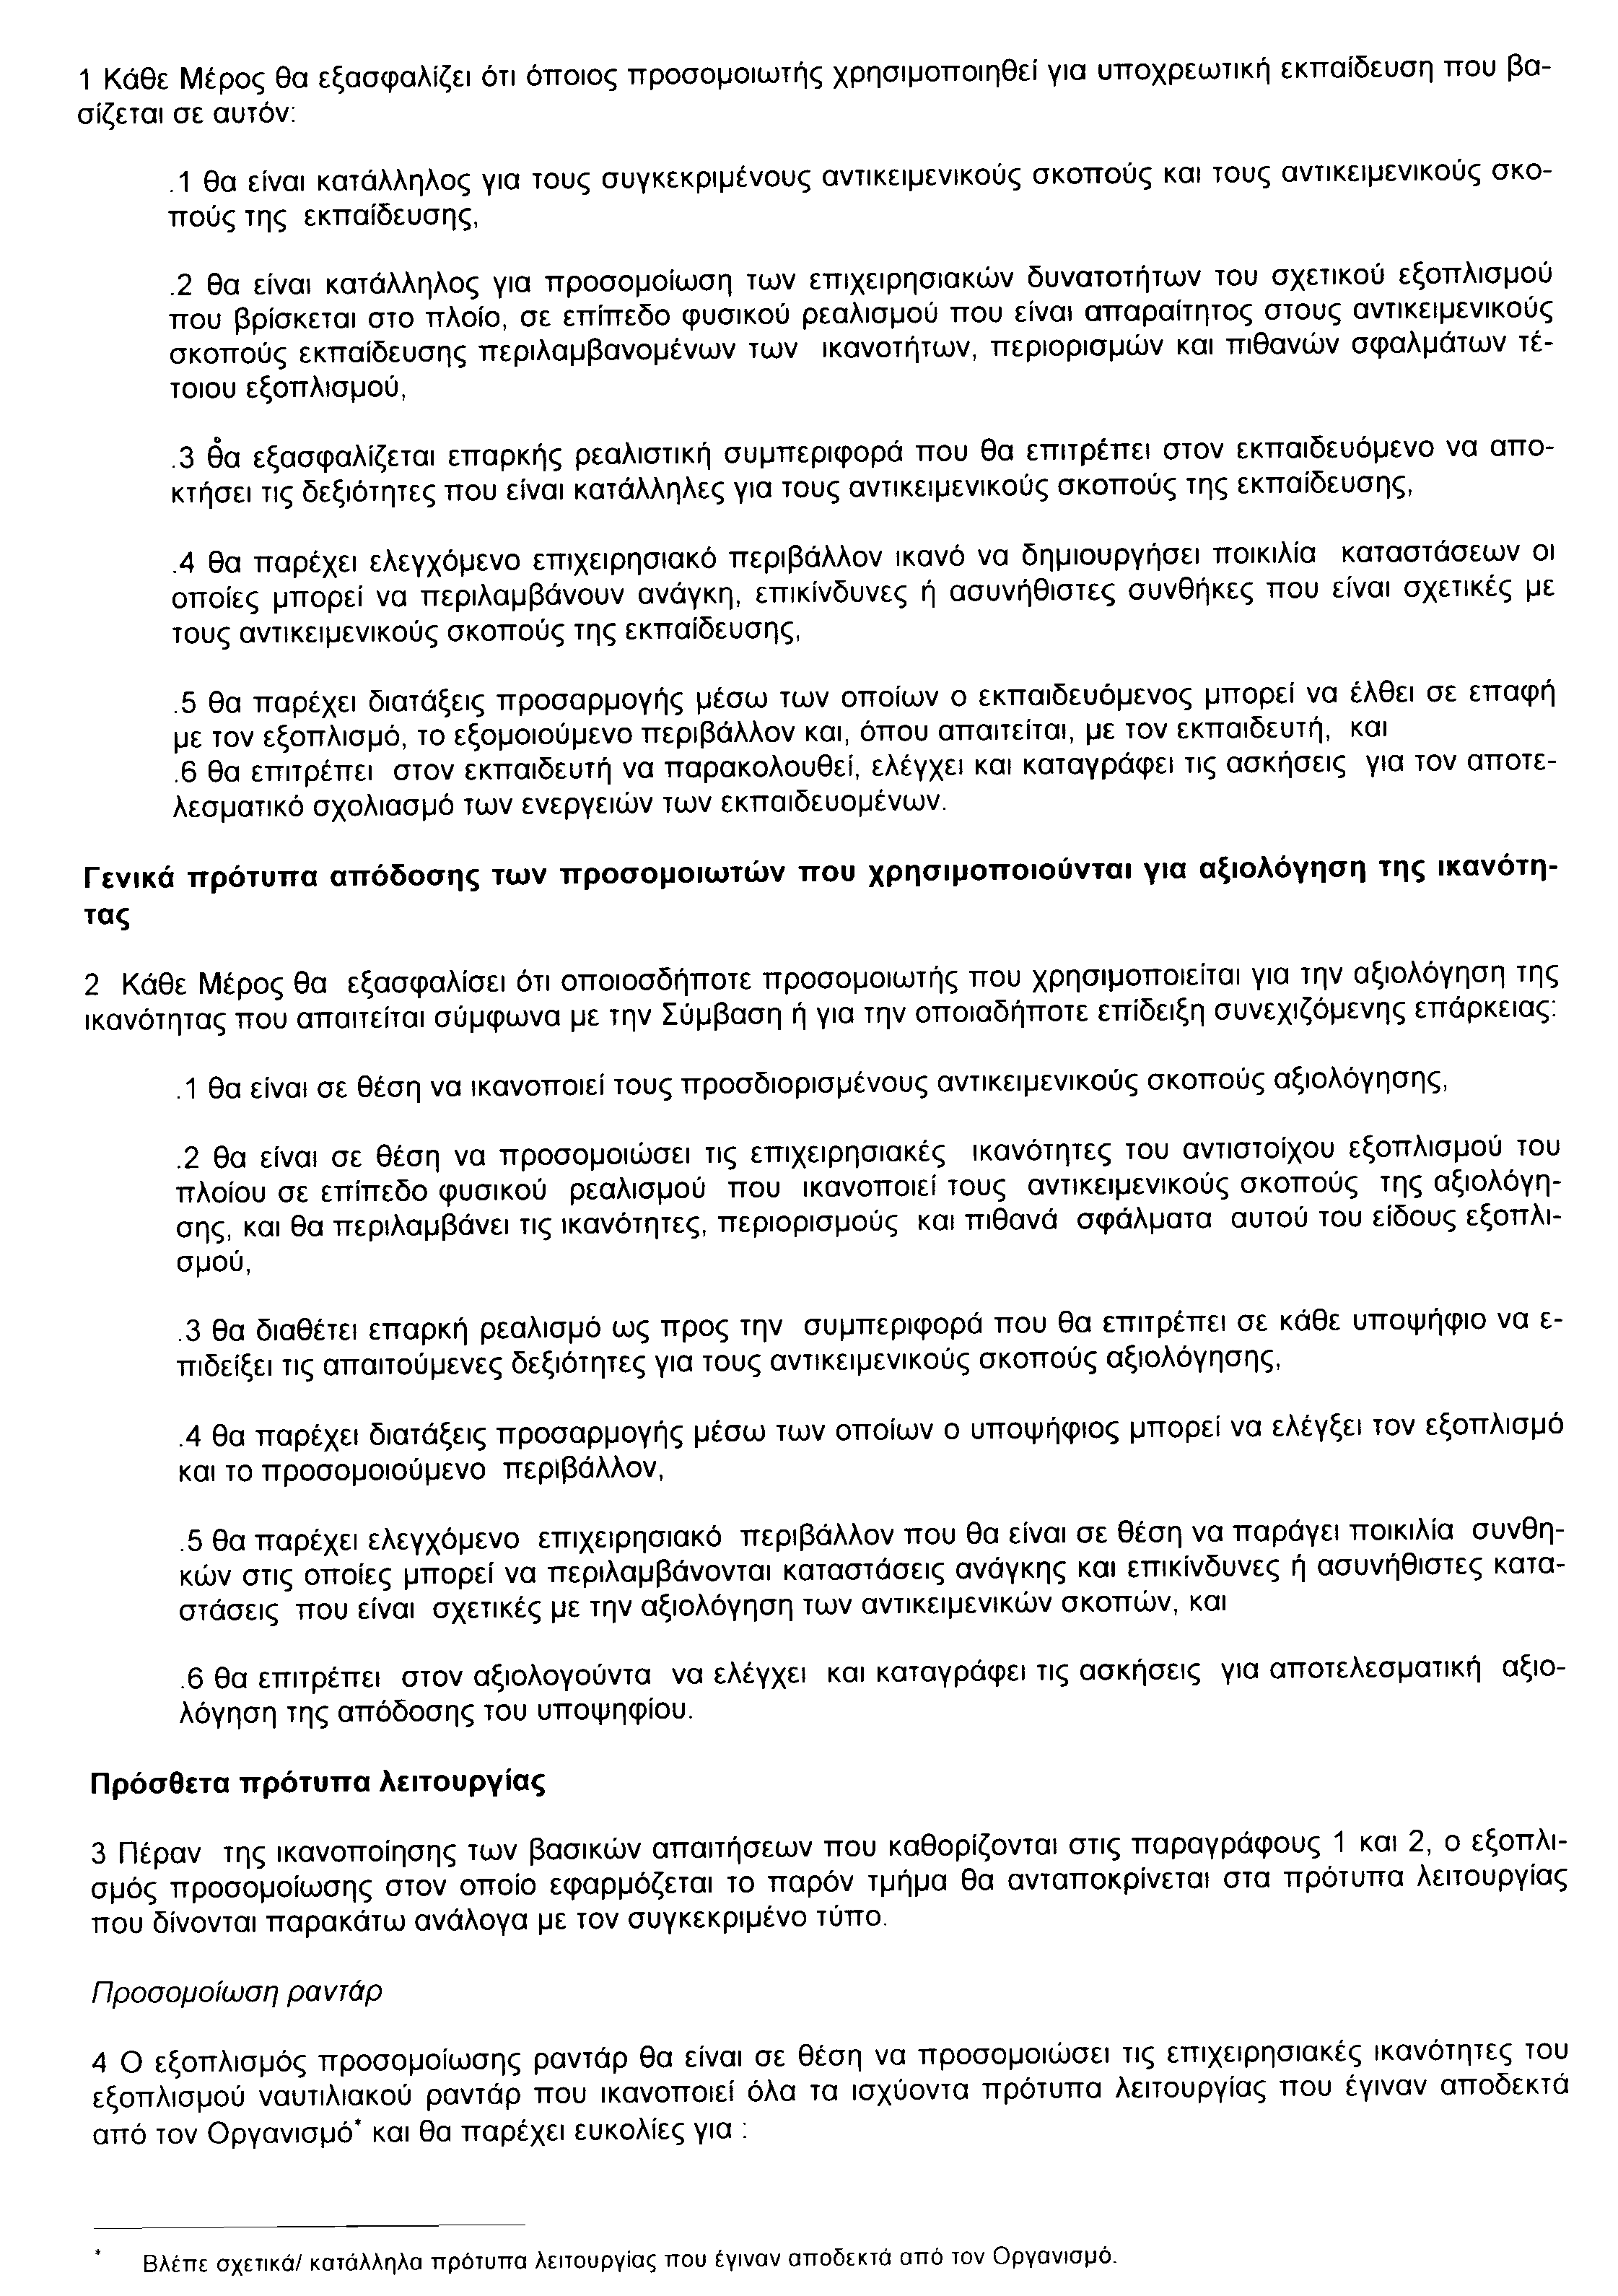 1 Κάθε Μέρος θα εξασφαλίζει ότι όποιος προσομοιωτής χρησιμοποιηθεί για υποχρεωτική εκπαίδευση που βα-
σίζεται σε αυτόν:
.1 θα είναι κατάλληλος για τους συγκεκριμένους αντικειμενικούς σκοπούς και τους αντικειμενικούς σκο-
πούς της εκπαίδευσης,
.2 θα είναι κατάλληλος για προσομοίωση των επιχειρησιακών δυνατοτήτων του σχετικού εξοπλισμού
που βρίσκεται στο πλοίο, σε επίπεδο φυσικού ρεαλισμού που είναι απαραίτητος στους αντικειμενικούς
σκοπούς εκπαίδευσης περιλαμβανομένων των ικανοτήτων, περιορισμών και πιθανών σφαλμάτων τέ-
τοιου εξοπλισμού,
.3 θα εξασφαλίζεται επαρκής ρεαλιστική συμπεριφορά που θα επιτρέπει στον εκπαιδευόμενο να απο-
κτήσει τις δεξιότητες που είναι κατάλληλες για τους αντικειμενικούς σκοπούς της εκπαίδευσης,
.4 θα παρέχει ελεγχόμενο επιχειρησιακό περιβάλλον ικανό να δημιουργήσει ποικιλία καταστάσεων οι
οποίες μπορεί να περιλαμβάνουν ανάγκη, επικίνδυνες ή ασυνήθιστες συνθήκες που είναι σχετικές με
τους αντικειμενικούς σκοπούς της εκπαίδευσης,
.5 θα παρέχει διατάξεις προσαρμογής μέσω των οποίων ο εκπαιδευόμενος μπορεί να έλθει σε επαφή
με τον εξοπλισμό, το εξομοιούμενο περιβάλλον και, όπου απαιτείται, με τον εκπαιδευτή, και
.6 θα επιτρέπει στον εκπαιδευτή να παρακολουθεί, ελέγχει και καταγράφει τις ασκήσεις για τον αποτε-
λεσματικό σχολιασμό των ενεργειών των εκπαιδευομένων.
Γενικά πρότυπα απόδοσης των προσομοιωτών που χρησιμοποιούνται για αξιολόγηση της ικανότη-
τας
2 Κάθε Μέρος θα εξασφαλίσει ότι οποιοσδήποτε προσομοιωτής που χρησιμοποιείται για την αξιολόγηση της
ικανότητας που απαιτείται σύμφωνα με την Σύμβαση ή για την οποιαδήποτε επίδειξη συνεχιζόμενης επάρκειας:
.1 θα είναι σε θέση να ικανοποιεί τους προσδιορισμένους αντικειμενικούς σκοπούς αξιολόγησης,
.2 θα είναι σε θέση να προσομοιώσει τις επιχειρησιακές ικανότητες του αντιστοίχου εξοπλισμού του
πλοίου σε επίπεδο φυσικού ρεαλισμού που ικανοποιεί τους αντικειμενικούς σκοπούς της αξιολόγη-
σης, και θα περιλαμβάνει τις ικανότητες, περιορισμούς και πιθανά σφάλματα αυτού του είδους εξοπλι-
σμού,
.3 θα διαθέτει επαρκή ρεαλισμό ως προς την συμπεριφορά που θα επιτρέπει σε κάθε υποψήφιο να ε-
πιδείξει τις απαιτούμενες δεξιότητες για τους αντικειμενικούς σκοπούς αξιολόγησης,
.4 θα παρέχει διατάξεις προσαρμογής μέσω των οποίων ο υποψήφιος μπορεί να ελέγξει τον εξοπλισμό
και το προσομοιούμενο περιβάλλον,
.5 θα παρέχει ελεγχόμενο επιχειρησιακό περιβάλλον που θα είναι σε θέση να παράγει ποικιλία συνθη-
κών στις οποίες μπορεί να περιλαμβάνονται καταστάσεις ανάγκης και επικίνδυνες ή ασυνήθιστες κατα-
στάσεις που είναι σχετικές με την αξιολόγηση των αντικειμενικών σκοπών, και
.6 θα επιτρέπει στον αξιολογούντα να ελέγχει και καταγράφει τις ασκήσεις για αποτελεσματική αξιο-
λόγηση της απόδοσης του υποψηφίου.
Πρόσθετα πρότυπα λειτουργίας
3 Πέραν της ικανοποίησης των βασικών απαιτήσεων που καθορίζονται στις παραγράφους 1 και 2, ο εξοπλι-
σμός προσομοίωσης στον οποίο εφαρμόζεται το παρόν τμήμα θα ανταποκρίνεται στα πρότυπα λειτουργίας
που δίνονται παρακάτω ανάλογα με τον συγκεκριμένο τύπο.
Προσομοίωση ραντάρ
4 Ο εξοπλισμός προσομοίωσης ραντάρ θα είναι σε θέση να προσομοιώσει τις επιχειρησιακές ικανότητες του
εξοπλισμού ναυτιλιακού ραντάρ που ικανοποιεί όλα τα ισχύοντα πρότυπα λειτουργίας που έγιναν αποδεκτά
από τον Οργανισμό* και θα παρέχει ευκολίες για :
* Βλέπε σχετικά/ κατάλληλα πρότυπα λειτουργίας που έγιναν αποδεκτά από τον Οργανισμό.